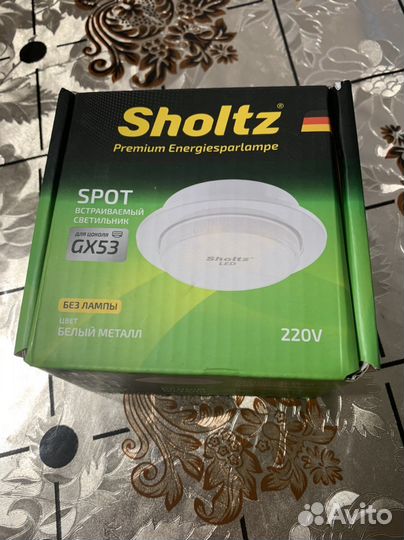 Sholtz®
Premium Energiesparlampe
SPOT
ВСТРАИВАЕМЫЙ
СВЕТИЛЬНИК
для цоколя
GX53
Sholtz
LED
БЕЗ ЛАМПЫ
ЦВЕТ
БЕЛЫЙ МЕТАЛЛ
220V
Avito